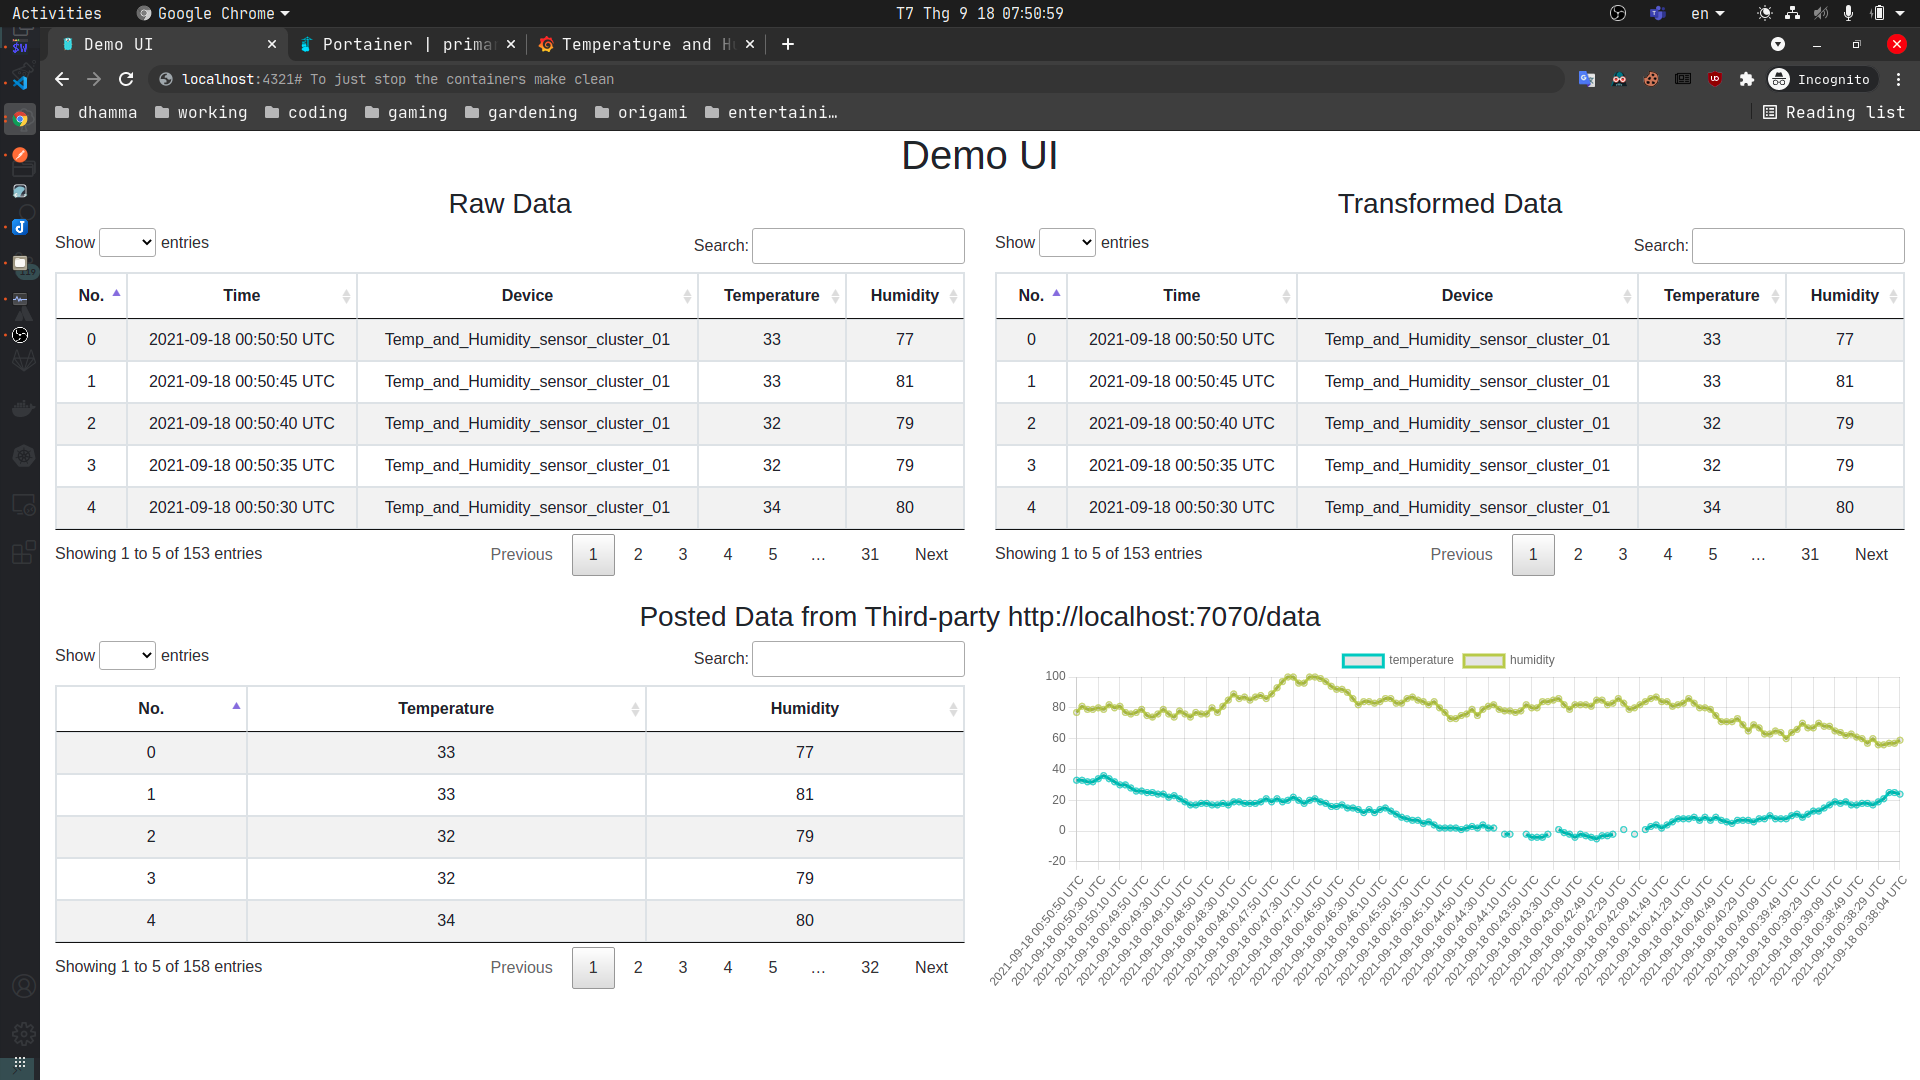 Activities Google Chrome T7 Thg 9 18 07:50:59 en
Demo UI Portainer | prima Temperature and H
localhost:4321# To just stop the containers make clean Incognito
dhamma working coding gaming gardening origami entertaini… Reading list
Demo UI
Raw Data
Show entries Search:
No. Time Device Temperature Humidity
0 2021-09-18 00:50:50 UTC Temp_and_Humidity_sensor_cluster_01 33 77
1 2021-09-18 00:50:45 UTC Temp_and_Humidity_sensor_cluster_01 33 81
2 2021-09-18 00:50:40 UTC Temp_and_Humidity_sensor_cluster_01 32 79
3 2021-09-18 00:50:35 UTC Temp_and_Humidity_sensor_cluster_01 32 79
4 2021-09-18 00:50:30 UTC Temp_and_Humidity_sensor_cluster_01 34 80
Showing 1 to 5 of 153 entries Previous 1 2 3 4 5 … 31 Next
Transformed Data
Show entries Search:
No. Time Device Temperature Humidity
0 2021-09-18 00:50:50 UTC Temp_and_Humidity_sensor_cluster_01 33 77
1 2021-09-18 00:50:45 UTC Temp_and_Humidity_sensor_cluster_01 33 81
2 2021-09-18 00:50:40 UTC Temp_and_Humidity_sensor_cluster_01 32 79
3 2021-09-18 00:50:35 UTC Temp_and_Humidity_sensor_cluster_01 32 79
4 2021-09-18 00:50:30 UTC Temp_and_Humidity_sensor_cluster_01 34 80
Showing 1 to 5 of 153 entries Previous 1 2 3 4 5 … 31 Next
Posted Data from Third-party http://localhost:7070/data
Show entries Search:
No. Temperature Humidity
0 33 77
1 33 81
2 32 79
3 32 79
4 34 80
Showing 1 to 5 of 158 entries Previous 1 2 3 4 5 … 32 Next
temperature humidity
100
80
60
40
20
0
-20
2021-09-18 00:50:50 UTC
2021-09-18 00:50:30 UTC
2021-09-18 00:50:10 UTC
2021-09-18 00:49:50 UTC
2021-09-18 00:49:30 UTC
2021-09-18 00:49:10 UTC
2021-09-18 00:48:50 UTC
2021-09-18 00:48:30 UTC
2021-09-18 00:48:10 UTC
2021-09-18 00:47:50 UTC
2021-09-18 00:47:30 UTC
2021-09-18 00:47:10 UTC
2021-09-18 00:46:50 UTC
2021-09-18 00:46:30 UTC
2021-09-18 00:46:10 UTC
2021-09-18 00:45:50 UTC
2021-09-18 00:45:30 UTC
2021-09-18 00:45:10 UTC
2021-09-18 00:44:50 UTC
2021-09-18 00:44:30 UTC
2021-09-18 00:44:10 UTC
2021-09-18 00:43:50 UTC
2021-09-18 00:43:30 UTC
2021-09-18 00:43:09 UTC
2021-09-18 00:42:49 UTC
2021-09-18 00:42:29 UTC
2021-09-18 00:42:09 UTC
2021-09-18 00:41:49 UTC
2021-09-18 00:41:29 UTC
2021-09-18 00:41:09 UTC
2021-09-18 00:40:49 UTC
2021-09-18 00:40:29 UTC
2021-09-18 00:40:09 UTC
2021-09-18 00:39:49 UTC
2021-09-18 00:39:29 UTC
2021-09-18 00:39:09 UTC
2021-09-18 00:38:49 UTC
2021-09-18 00:38:29 UTC
2021-09-18 00:38:04 UTC